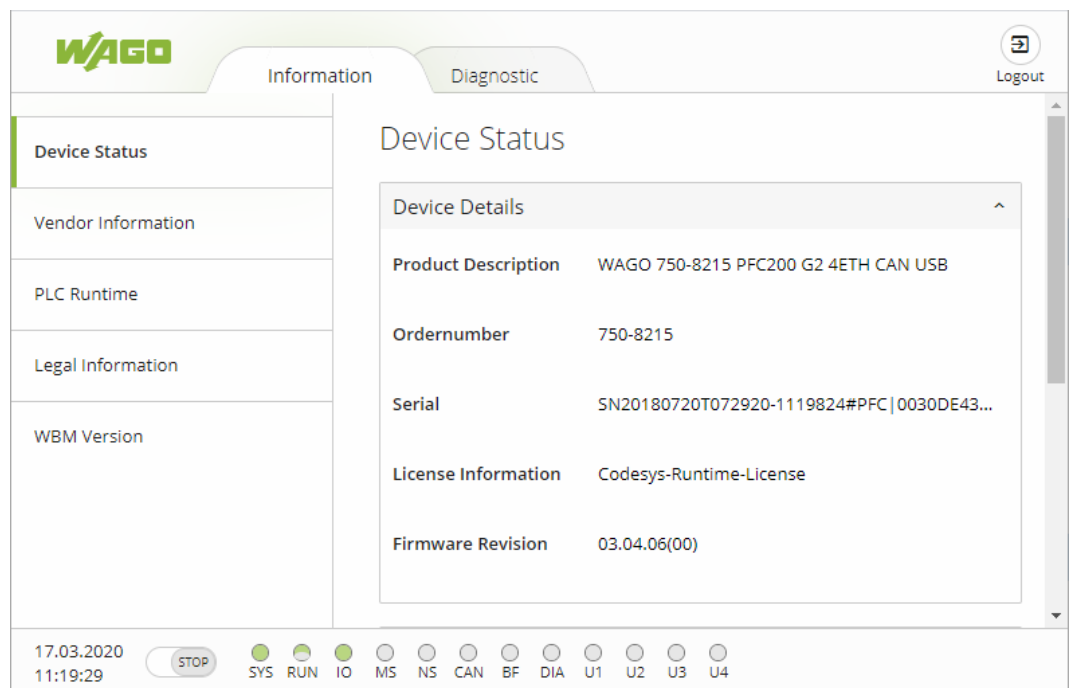 WAGO
Information
Diagnostic
Logout
Device Status
Vendor Information
PLC Runtime
Legal Information
WBM Version
Device Status
Device Details
Product Description WAGO 750-8215 PFC200 G2 4ETH CAN USB
Ordernumber 750-8215
Serial SN20180720T072920-1119824#PFC|0030DE43...
License Information Codesys-Runtime-License
Firmware Revision 03.04.06(00)
17.03.2020
11:19:29
STOP
SYS RUN IO MS NS CAN BF DIA U1 U2 U3 U4